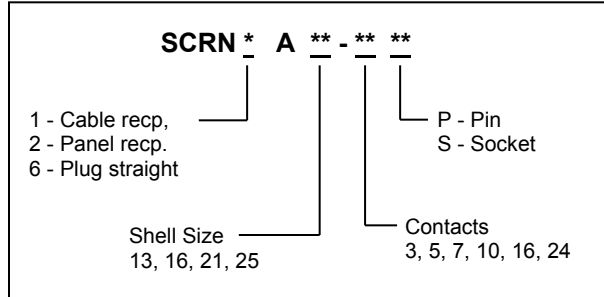 SCRN * A ** - ** **
1 - Cable recp,
2 - Panel recp.
6 - Plug straight
P - Pin
S - Socket
Shell Size
13, 16, 21, 25
Contacts
3, 5, 7, 10, 16, 24